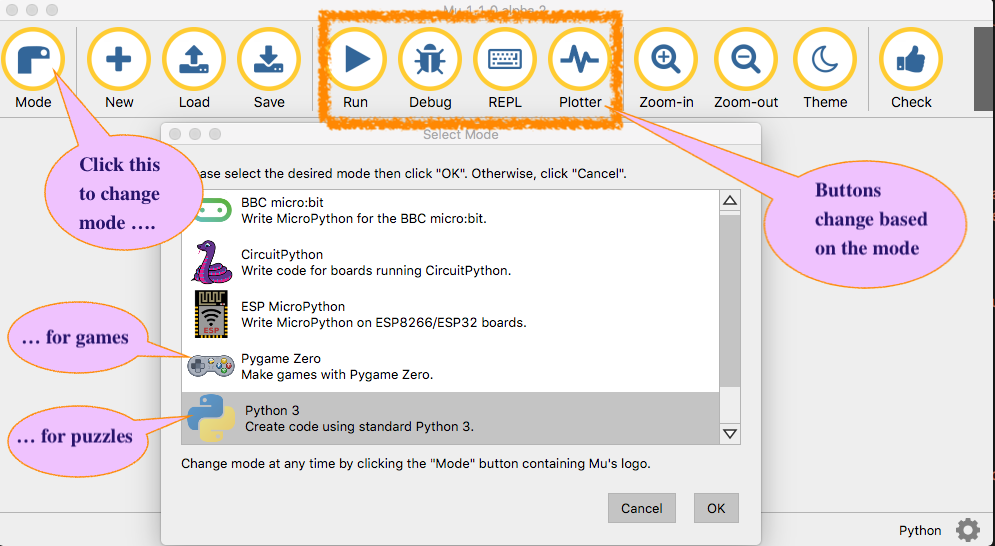 Mu 1.1.0.alpha.2
Mode
New
Load
Save
Run
Debug
REPL
Plotter
Zoom-in
Zoom-out
Theme
Check
Select Mode
ase select the desired mode then click "OK". Otherwise, click "Cancel".
Click this
to change
mode ….
Buttons
change based
on the mode
BBC micro:bit
Write MicroPython for the BBC micro:bit.
CircuitPython
Write code for boards running CircuitPython.
ESP
ESP MicroPython
Write MicroPython on ESP8266/ESP32 boards.
… for games
Pygame Zero
Make games with Pygame Zero.
… for puzzles
Python 3
Create code using standard Python 3.
Change mode at any time by clicking the "Mode" button containing Mu's logo.
Cancel
OK
Python